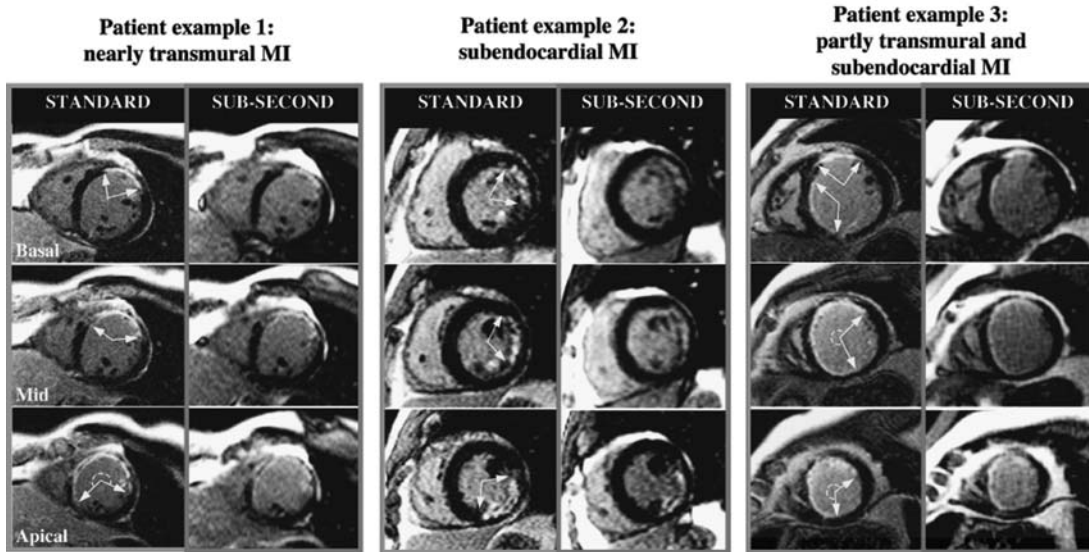 Patient example 1:
nearly transmural MI
Patient example 2:
subendocardial MI
Patient example 3:
partly transmural and
subendocardial MI
STANDARD
SUB-SECOND
STANDARD
SUB-SECOND
STANDARD
SUB-SECOND
Basal
Mid
Apical